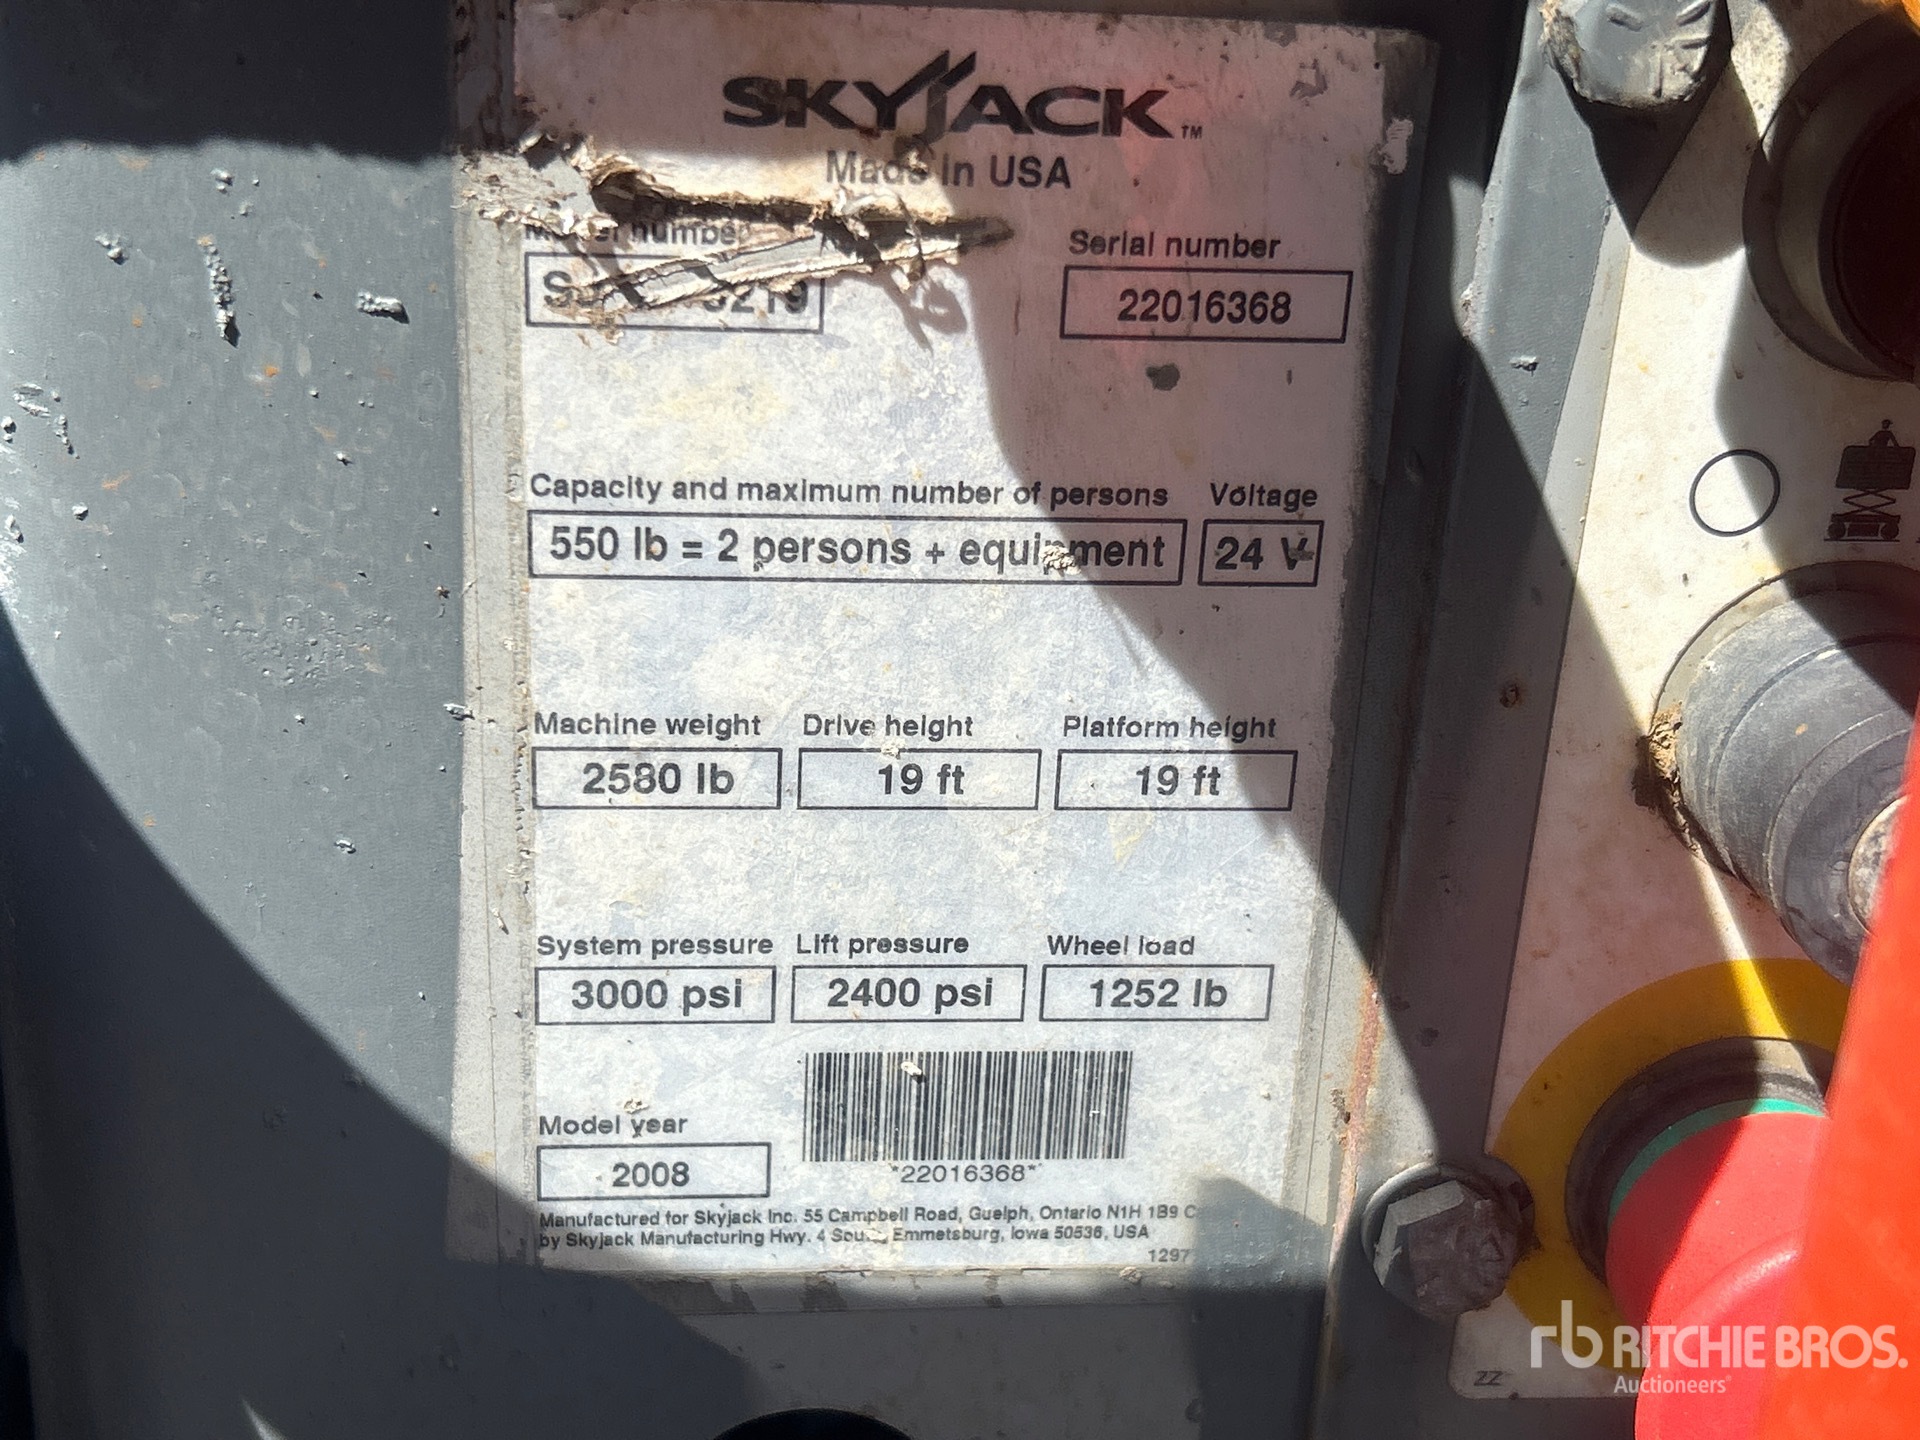 SKYJACK™
Made in USA
Model number
Serial number
22016368
Capacity and maximum number of persons
Voltage
550 lb = 2 persons + equipment
24 V
Machine weight
Drive height
Platform height
2580 lb
19 ft
19 ft
System pressure
Lift pressure
Wheel load
3000 psi
2400 psi
1252 lb
Model year
2008
*22016368*
Manufactured for Skyjack Inc. 55 Campbell Road, Guelph, Ontario N1H 1B9
by Skyjack Manufacturing Hwy. 4 Emmetsburg, Iowa 50536, USA
ZZ
rb RITCHIE BROS.
Auctioneers